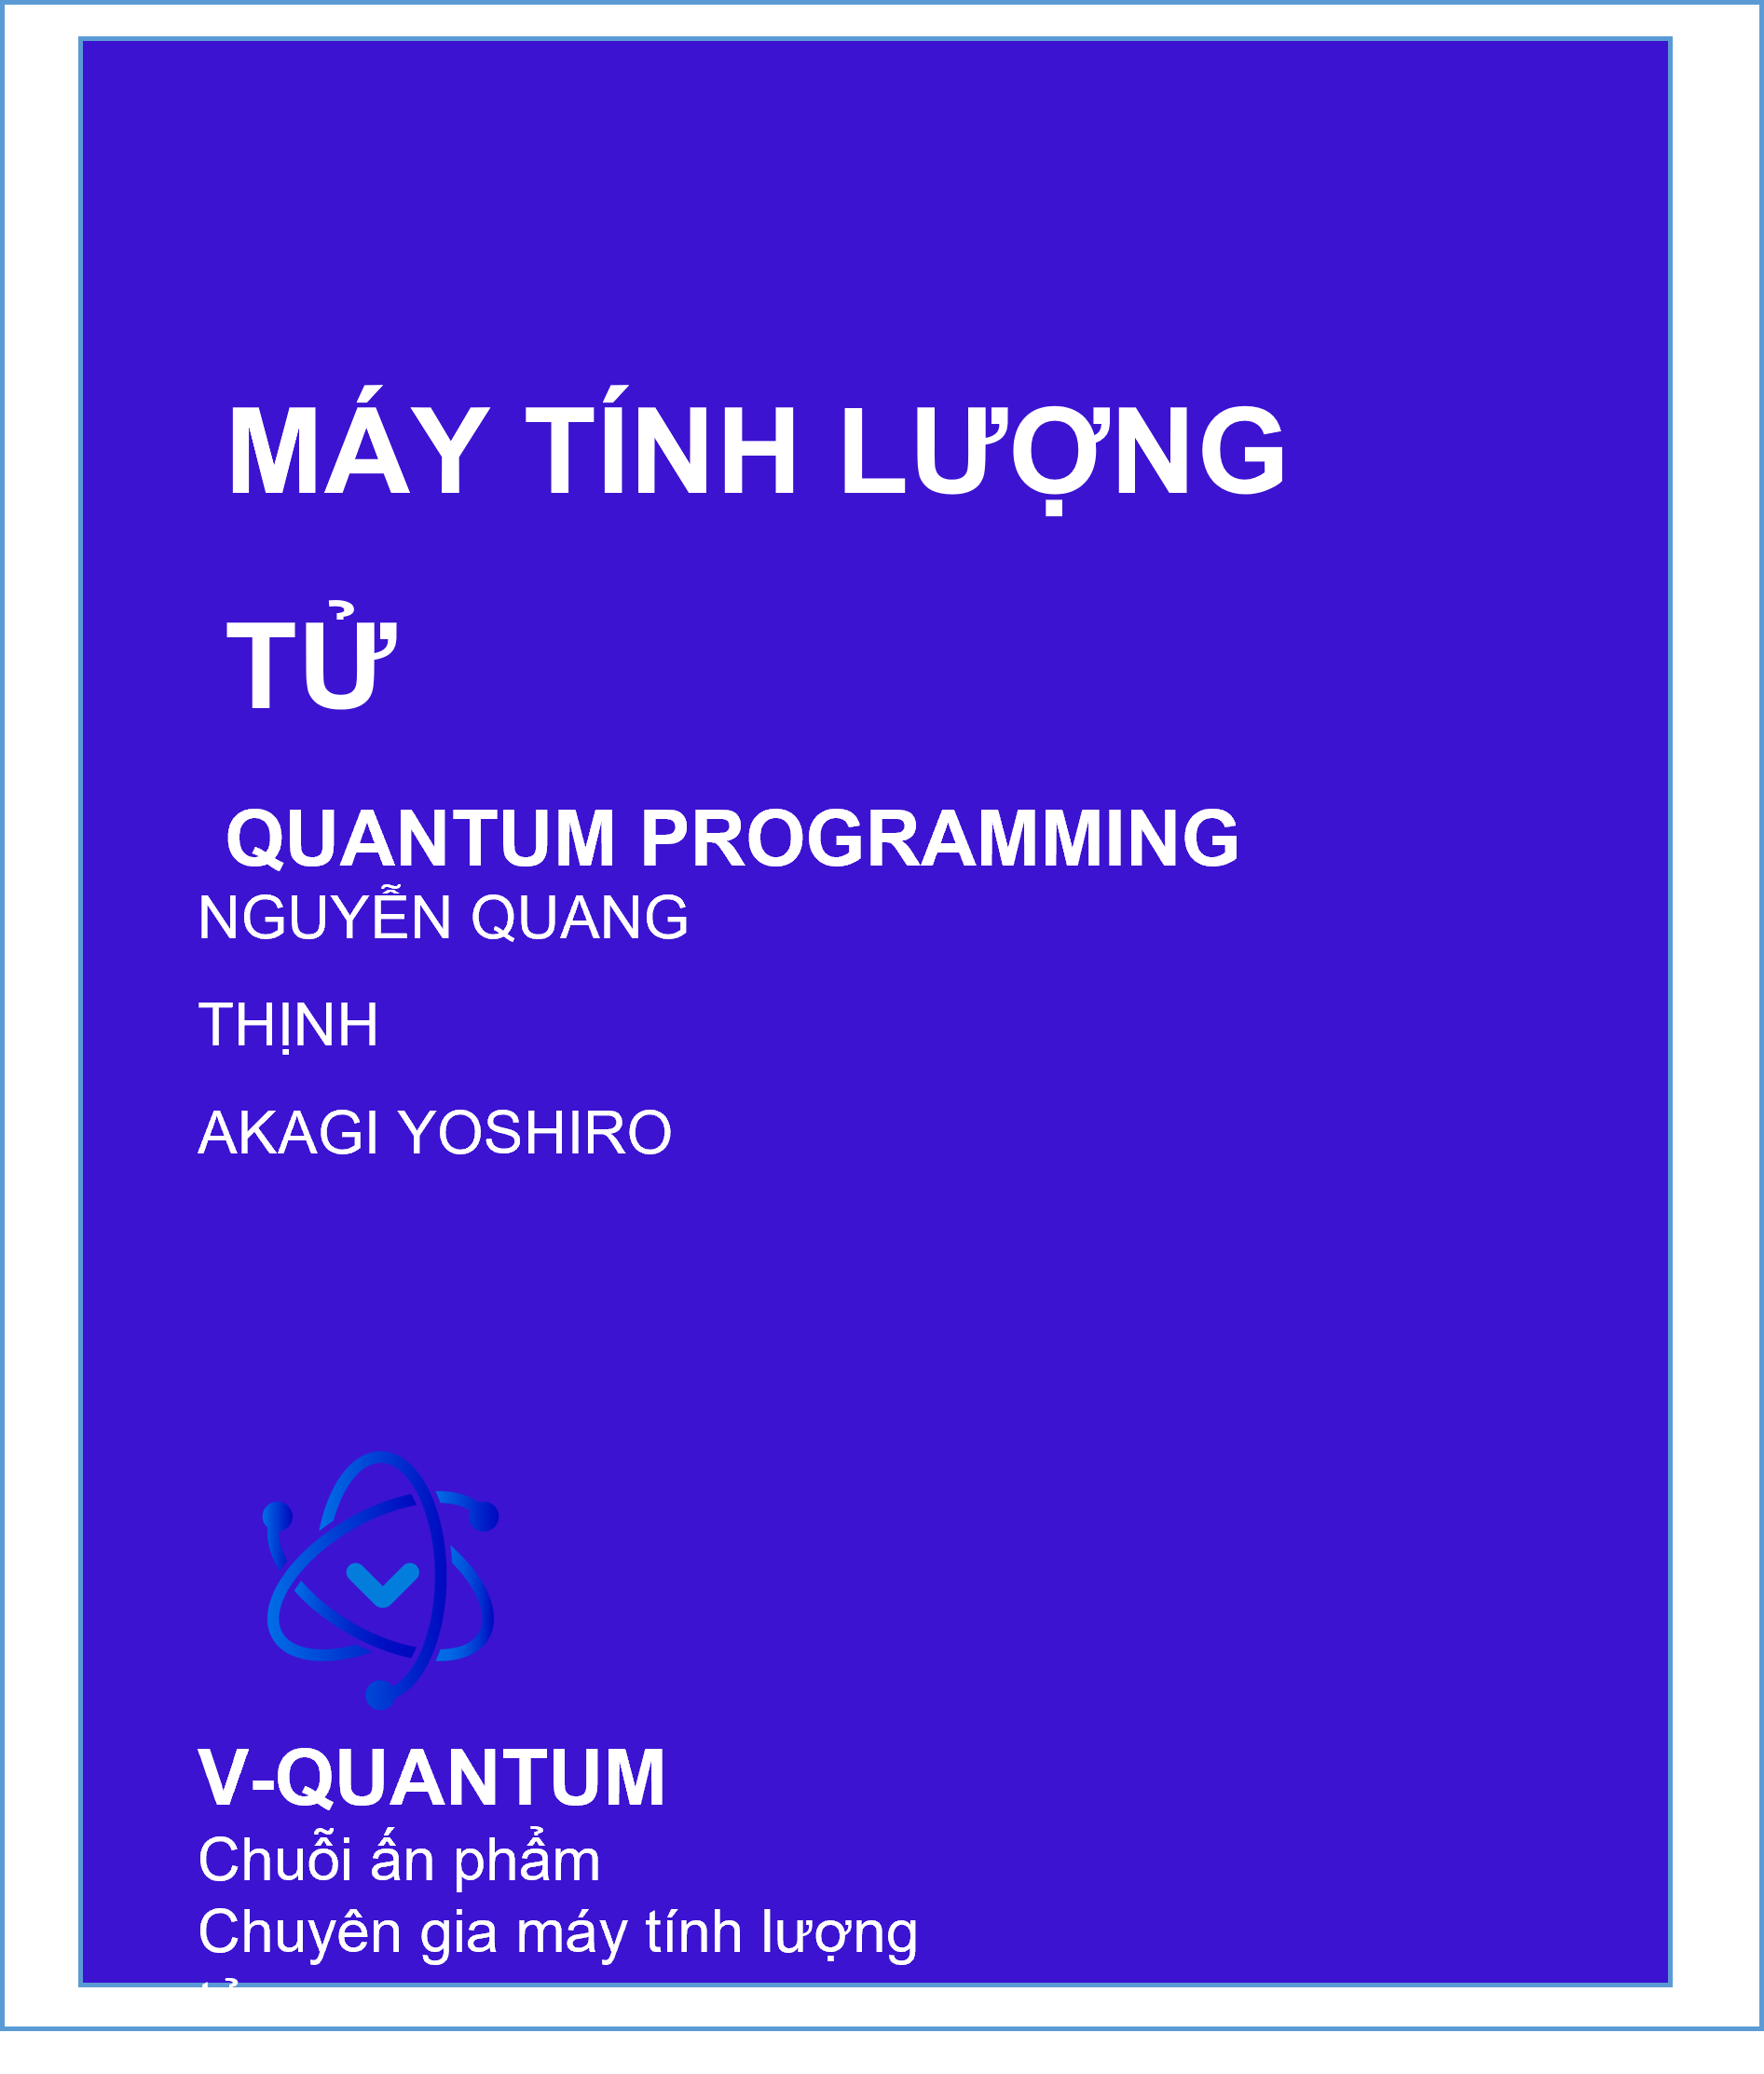 MÁY TÍNH LƯỢNG
TỬ
QUANTUM PROGRAMMING
NGUYỄN QUANG
THỊNH
AKAGI YOSHIRO
V-QUANTUM
Chuỗi ấn phẩm
Chuyên gia máy tính lượng